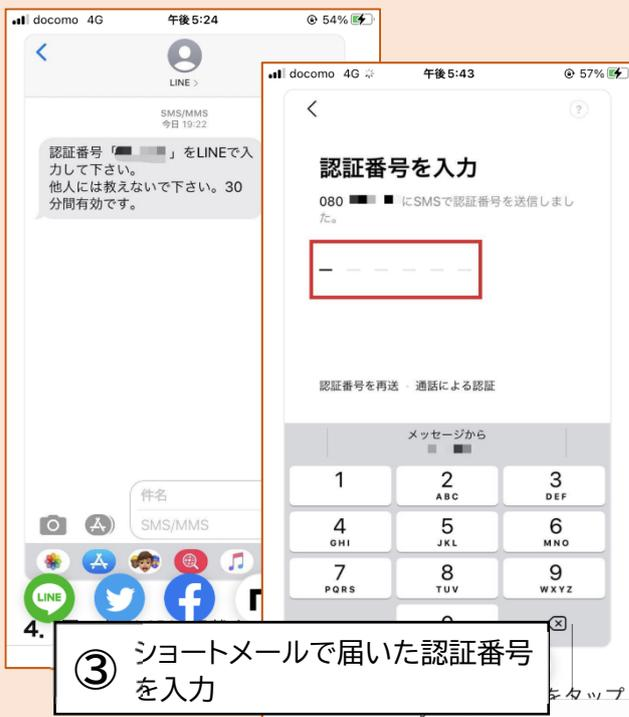 docomo 4G 午後5:24 54%
LINE >
SMS/MMS
今日 19:22
認証番号「 」をLINEで入
力して下さい。
他人には教えないで下さい。30
分間有効です。
件名
SMS/MMS
LINE
4.
docomo 4G 午後5:43 57%
?
認証番号を入力
080 にSMSで認証番号を送信しまし
た。
認証番号を再送 · 通話による認証
メッセージから
1 2 3
ABC DEF
4 5 6
GHI JKL MNO
7 8 9
PQRS TUV WXYZ
をタップ
③ ショートメールで届いた認証番号
を入力